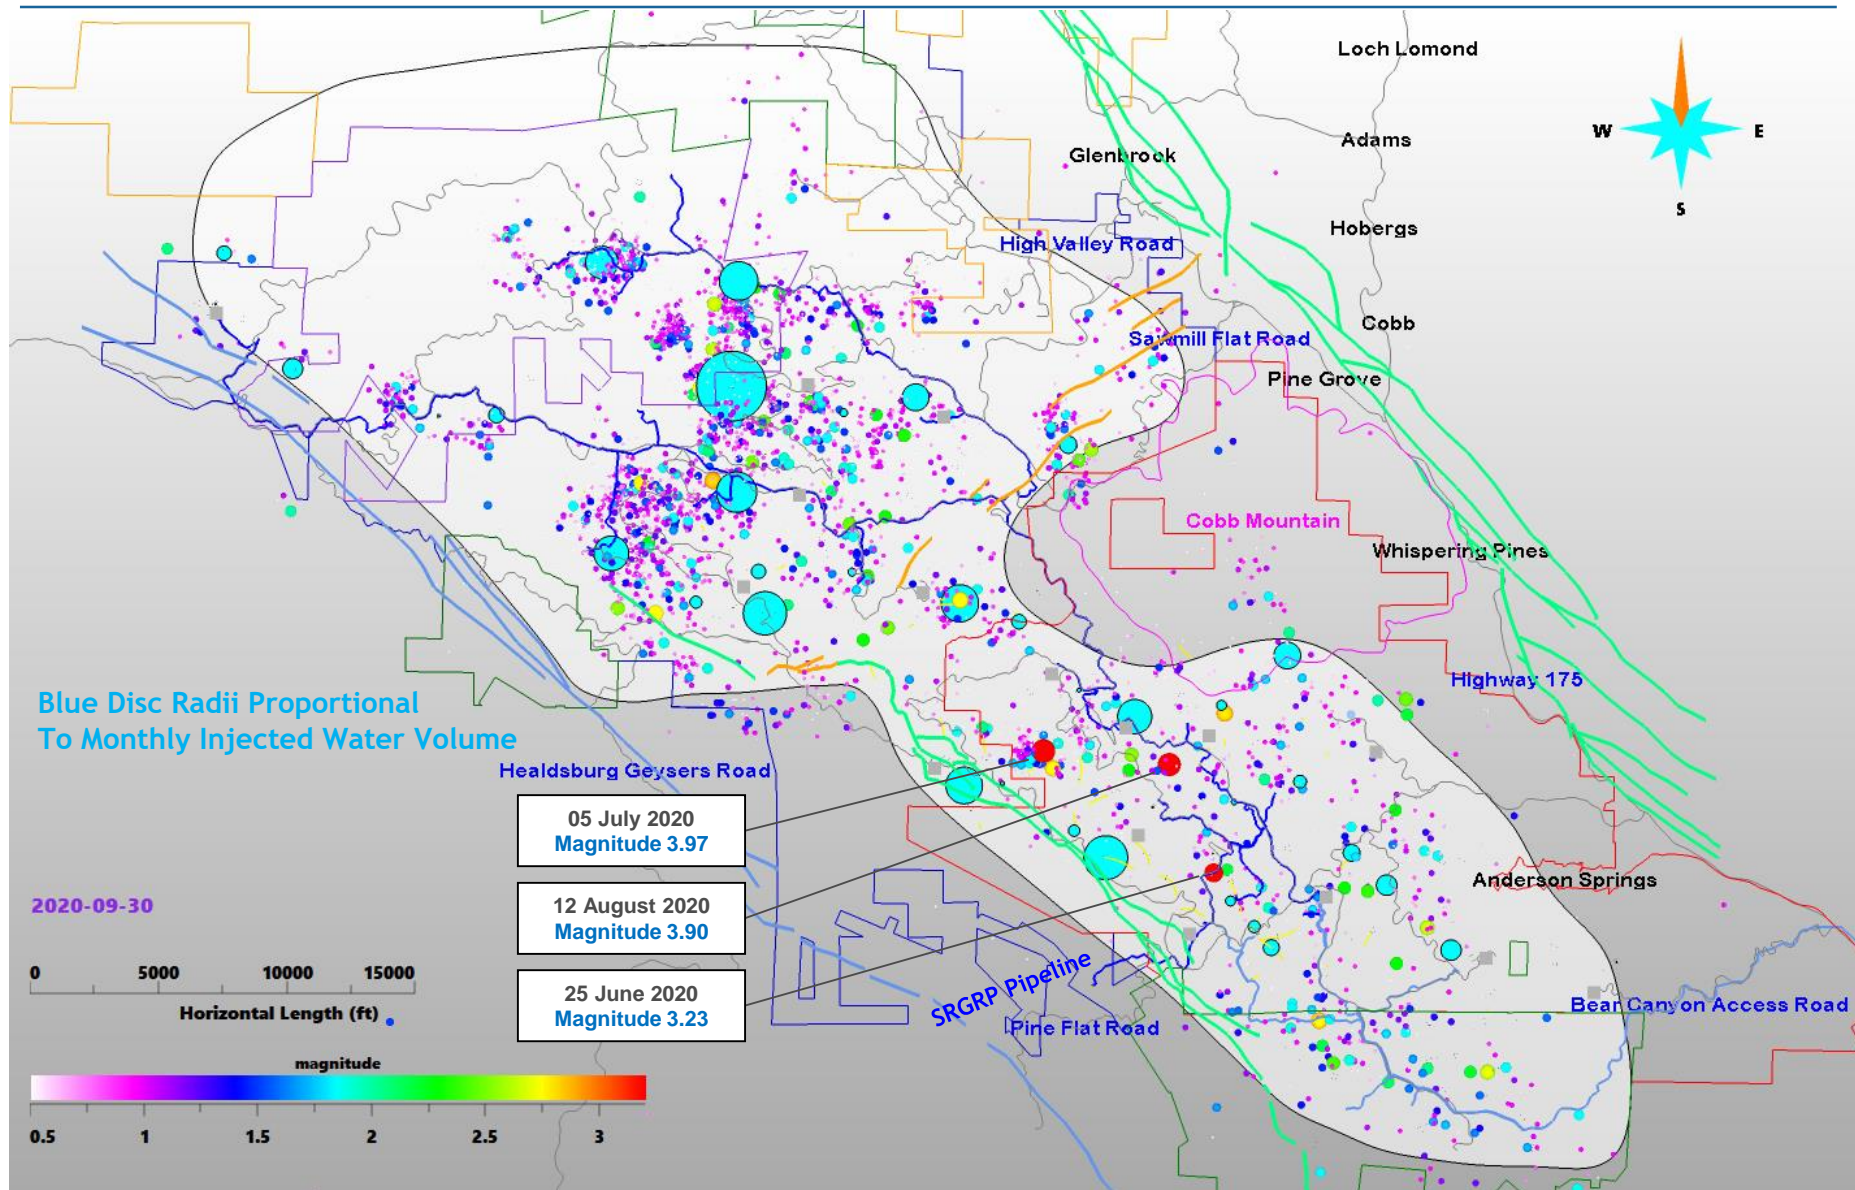 Loch Lomond
W
E
S
Adams
Glenbrook
Hobergs
High Valley Road
Cobb
Sawmill Flat Road
Pine Grove
Cobb Mountain
Whispering Pines
Highway 175
Blue Disc Radii Proportional
To Monthly Injected Water Volume
Healdsburg Geysers Road
05 July 2020
Magnitude 3.97
12 August 2020
Magnitude 3.90
25 June 2020
Magnitude 3.23
Anderson Springs
2020-09-30
0 5000 10000 15000
Horizontal Length (ft)
SRGRP Pipeline
Pine Flat Road
Bear Canyon Access Road
magnitude
0.5 1 1.5 2 2.5 3